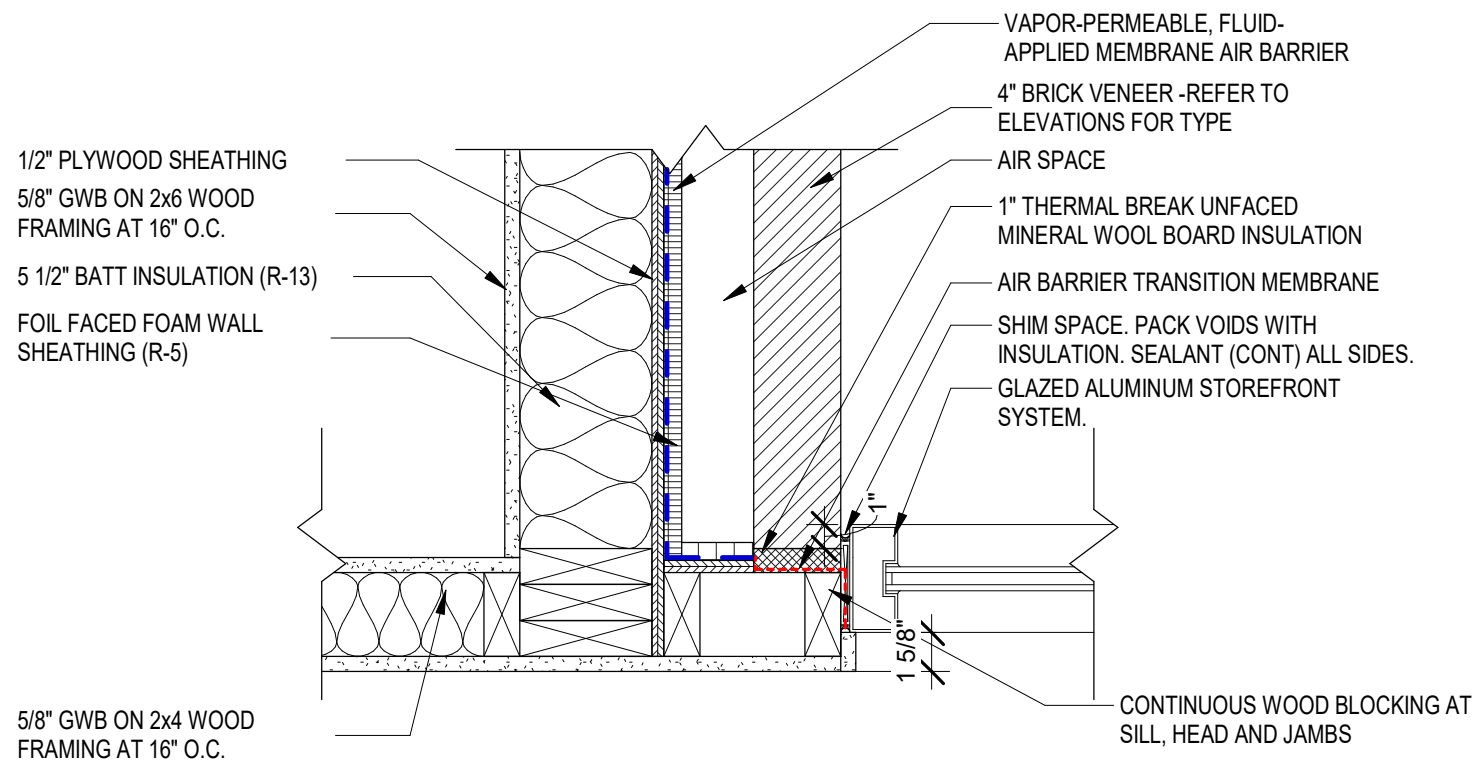 VAPOR-PERMEABLE, FLUID-
APPLIED MEMBRANE AIR BARRIER
4" BRICK VENEER -REFER TO
ELEVATIONS FOR TYPE
AIR SPACE
1" THERMAL BREAK UNFACED
MINERAL WOOL BOARD INSULATION
AIR BARRIER TRANSITION MEMBRANE
SHIM SPACE. PACK VOIDS WITH
INSULATION. SEALANT (CONT) ALL SIDES.
GLAZED ALUMINUM STOREFRONT
SYSTEM.
1/2" PLYWOOD SHEATHING
5/8" GWB ON 2x6 WOOD
FRAMING AT 16" O.C.
5 1/2" BATT INSULATION (R-13)
FOIL FACED FOAM WALL
SHEATHING (R-5)
1"
1 5/8"
5/8" GWB ON 2x4 WOOD
FRAMING AT 16" O.C.
CONTINUOUS WOOD BLOCKING AT
SILL, HEAD AND JAMBS